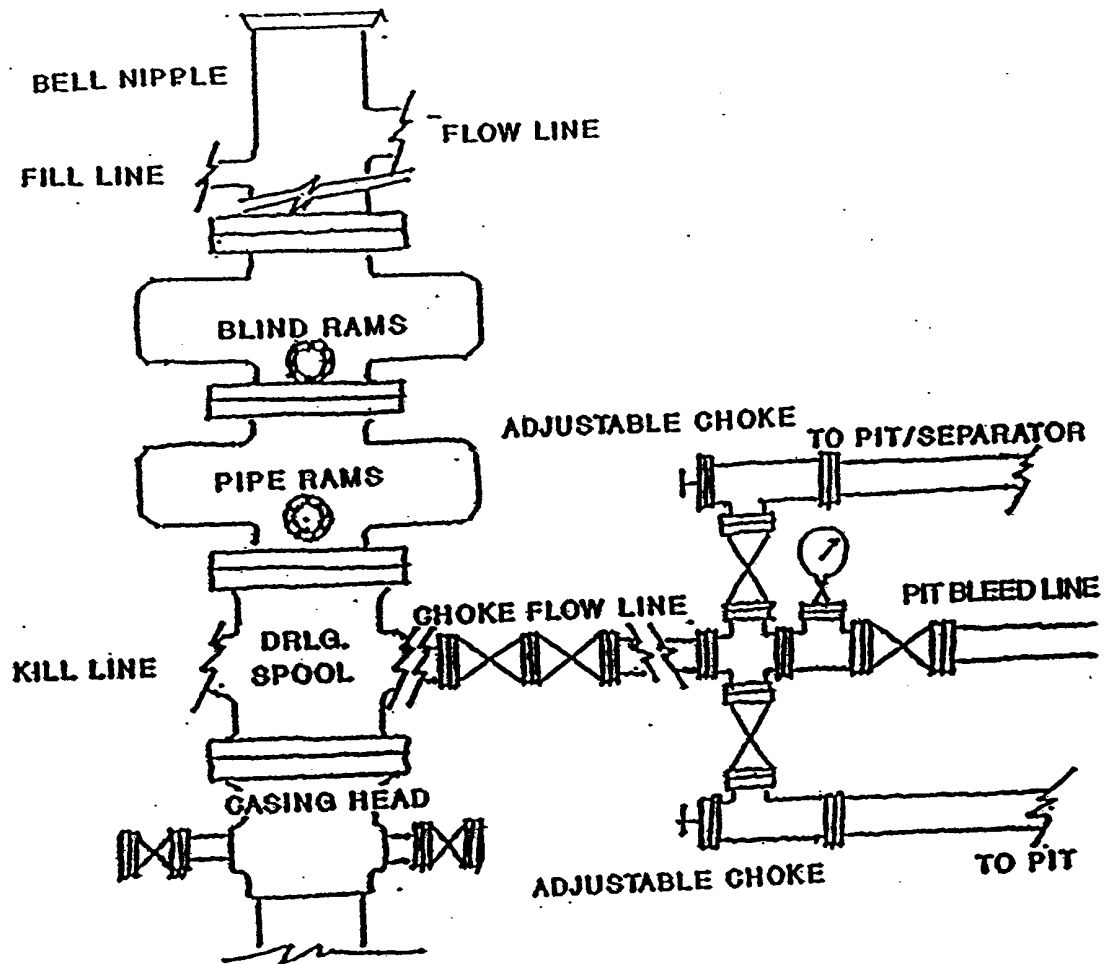 BELL NIPPLE
FLOW LINE
FILL LINE
BLIND RAMS
ADJUSTABLE CHOKE
TO PIT/SEPARATOR
PIPE RAMS
CHOKE FLOW LINE
PIT BLEED LINE
KILL LINE
DRLG.
SPOOL
CASING HEAD
ADJUSTABLE CHOKE
TO PIT